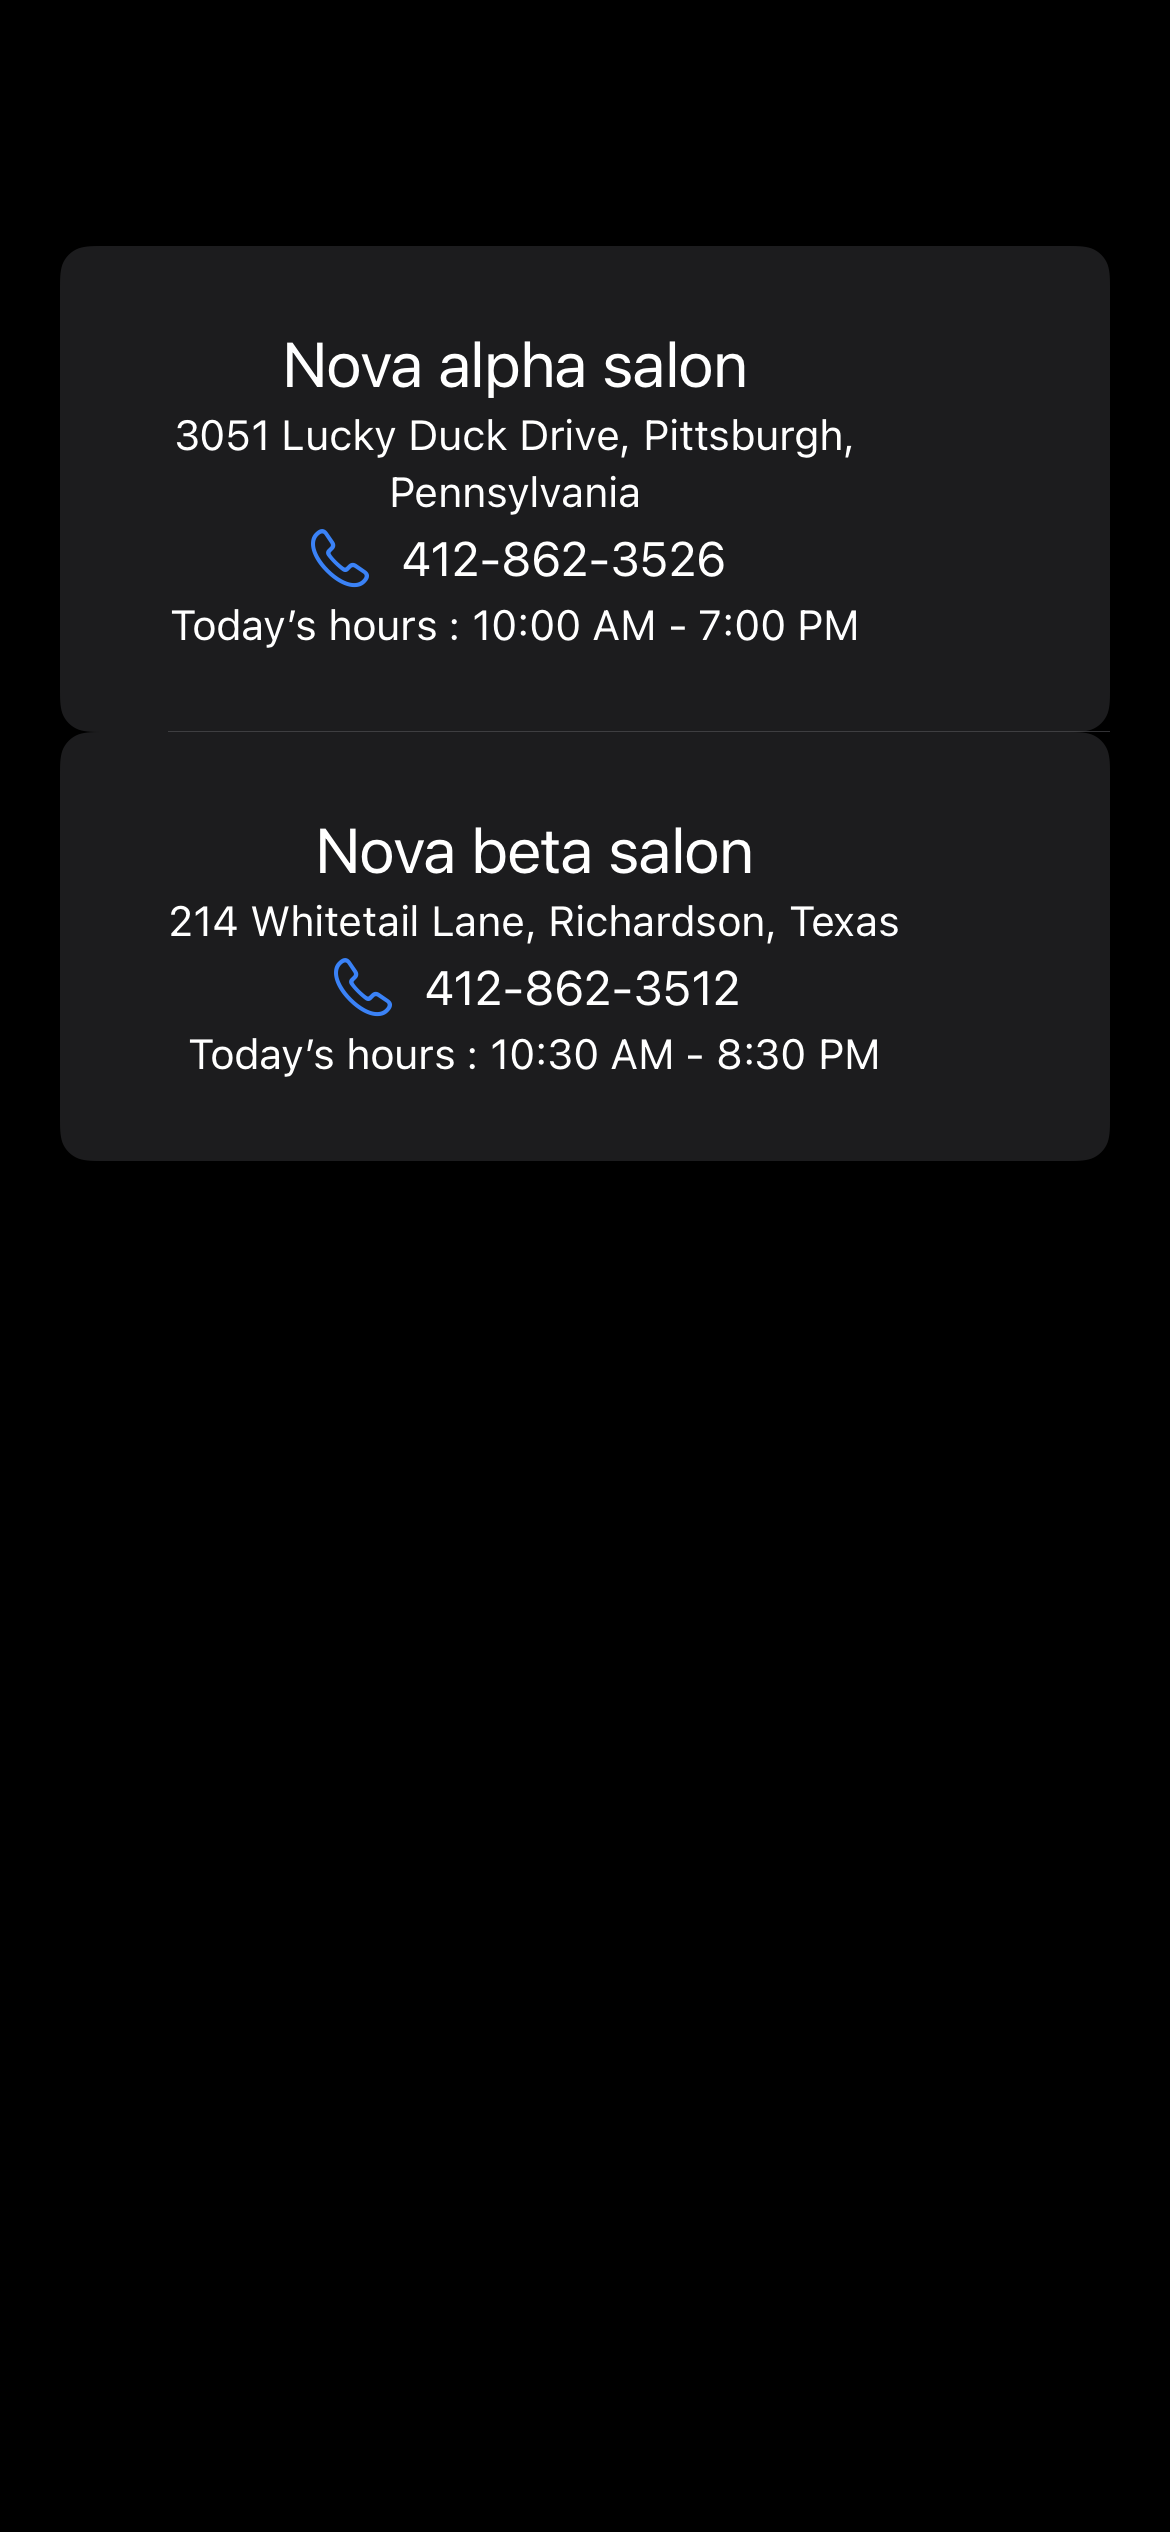 Nova alpha salon
3051 Lucky Duck Drive, Pittsburgh,
Pennsylvania
412-862-3526
Today’s hours : 10:00 AM - 7:00 PM
Nova beta salon
214 Whitetail Lane, Richardson, Texas
412-862-3512
Today’s hours : 10:30 AM - 8:30 PM